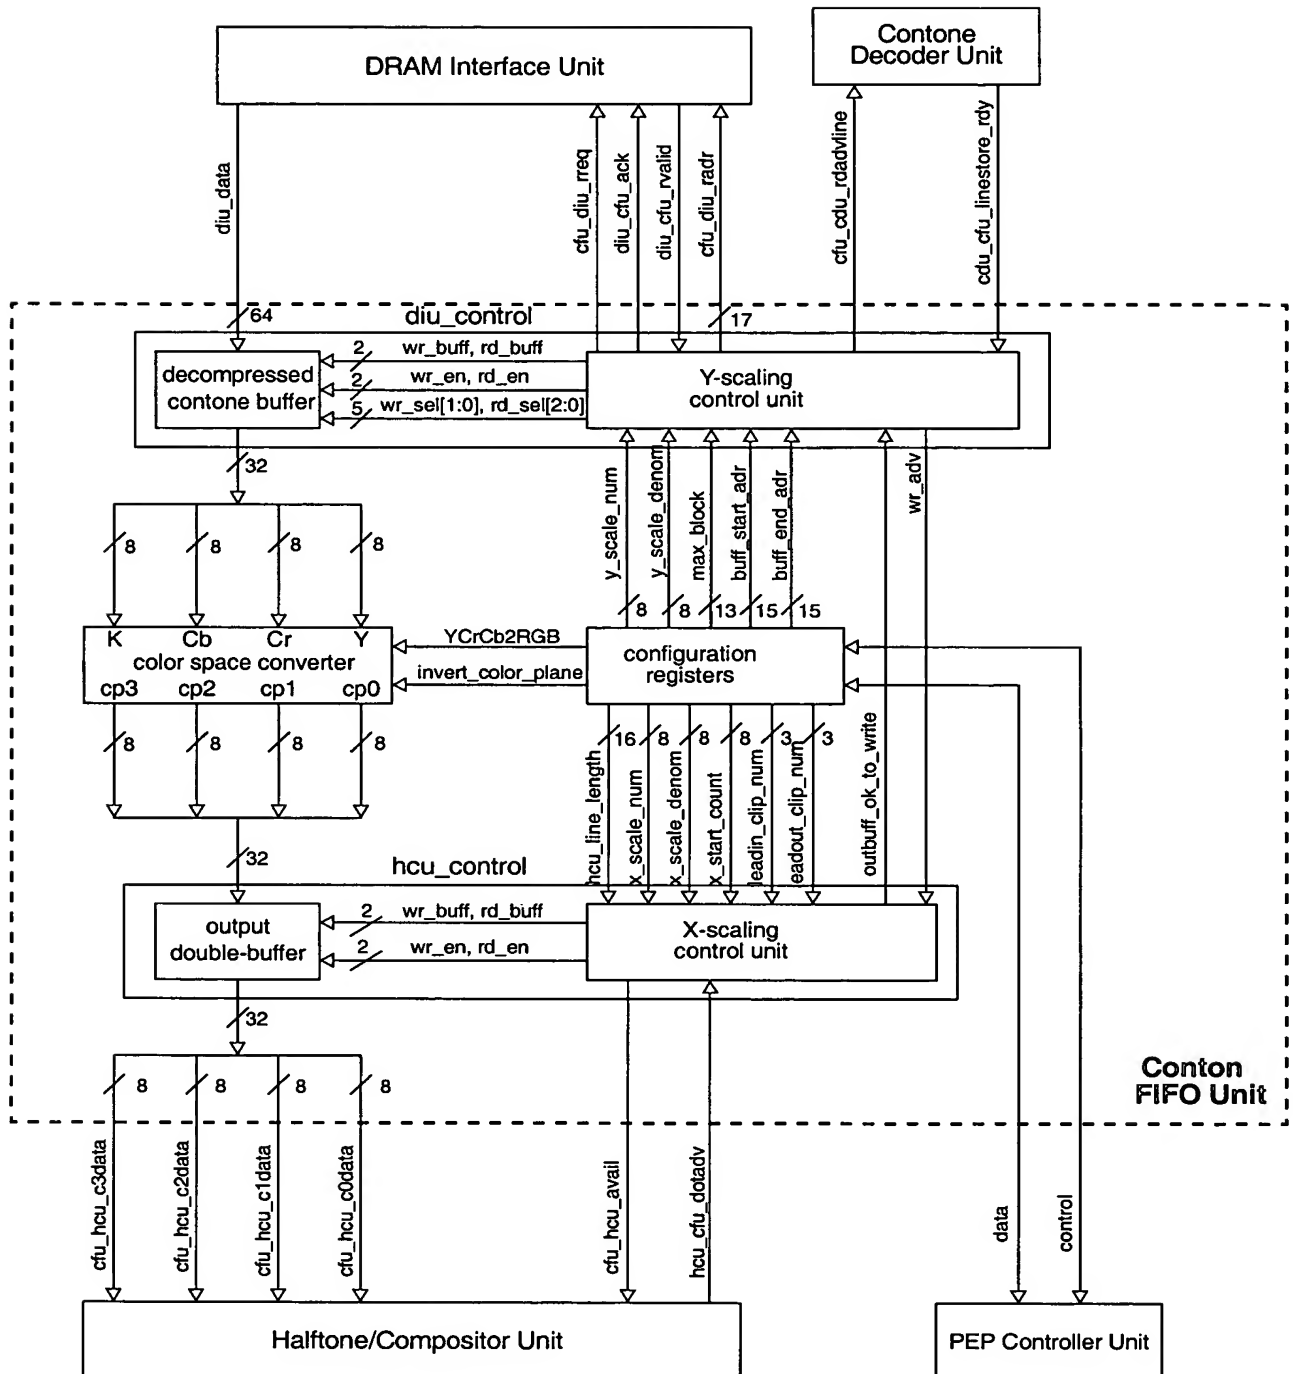 DRAM Interface Unit
Contone
Decoder Unit
diu_data
cfu_diu_rreq
diu_cfu_ack
diu_cfu_rvalid
cfu_diu_radr
cfu_cdu_rdadvline
cdu_cfu_linestore_rdy
64
diu_control
17
decompressed
contone buffer
2
wr_buff, rd_buff
2
wr_en, rd_en
5
wr_sel[1:0], rd_sel[2:0]
Y-scaling
control unit
32
y_scale_num
y_scale_denom
max_block
buff_start_adr
buff_end_adr
wr_adv
8
8
8
8
8
8
13
15
15
K
Cb
Cr
Y
color space converter
cp3
cp2
cp1
cp0
YCrCb2RGB
invert_color_plane
configuration
registers
8
8
8
8
16
8
8
8
3
3
hcu_line_length
x_scale_num
x_scale_denom
x_start_count
leadin_clip_num
eadout_clip_num
outbuff_ok_to_write
32
hcu_control
output
double-buffer
2
wr_buff, rd_buff
2
wr_en, rd_en
X-scaling
control unit
32
8
8
8
8
Conton
FIFO Unit
cfu_hcu_c3data
cfu_hcu_c2data
cfu_hcu_c1data
cfu_hcu_c0data
cfu_hcu_avail
hcu_cfu_dotadv
data
control
Halftone/Compositor Unit
PEP Controller Unit